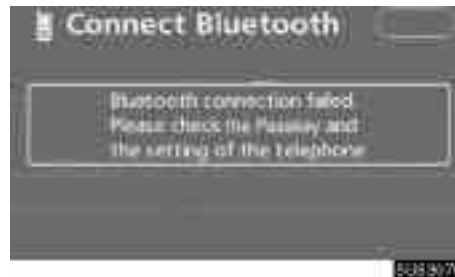 Connect Bluetooth
Bluetooth connection failed
Please check the Passkey and
the setting of the telephone